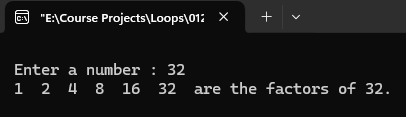 "E:\Course Projects\Loops\012
Enter a number : 32
1  2  4  8  16  32  are the factors of 32.